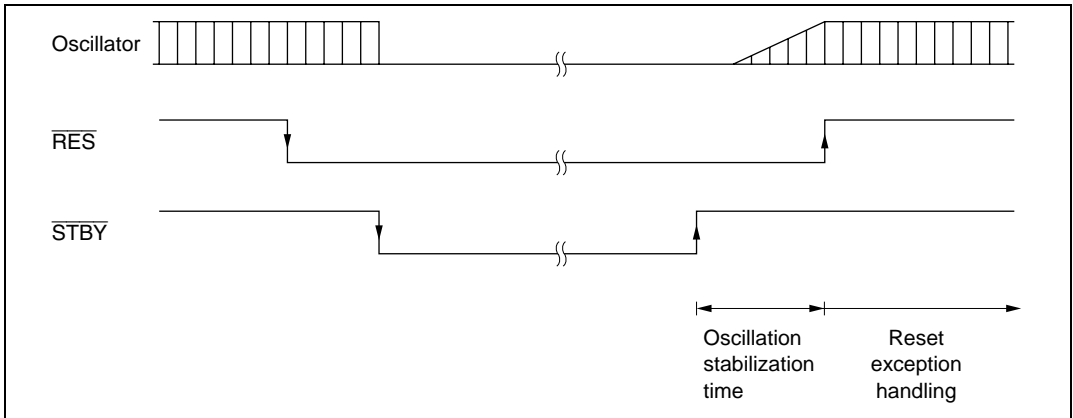 Oscillator
RES
STBY
Oscillation
stabilization
time
Reset
exception
handling